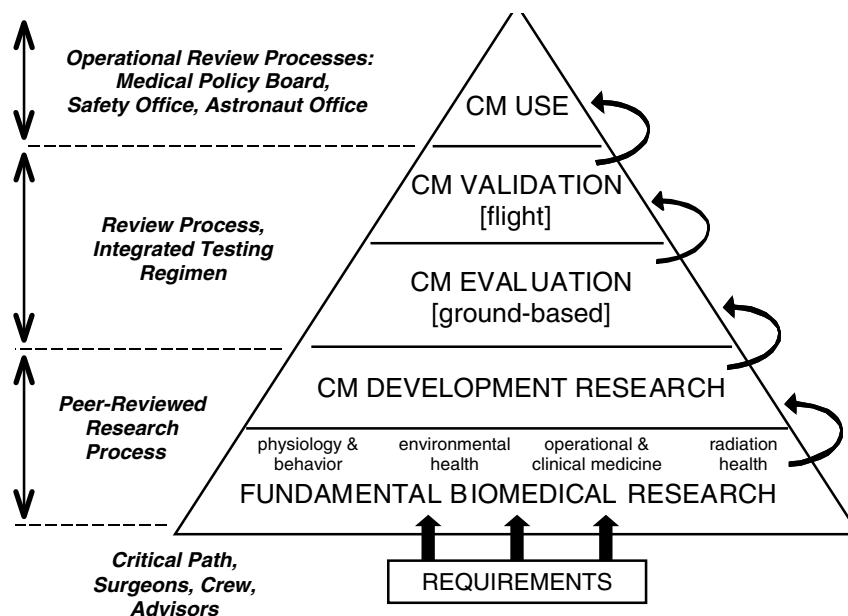 Operational Review Processes:
Medical Policy Board,
Safety Office, Astronaut Office
CM USE
CM VALIDATION
[flight]
Review Process,
Integrated Testing
Regimen
CM EVALUATION
[ground-based]
CM DEVELOPMENT RESEARCH
Peer-Reviewed
Research
Process
physiology &
behavior
environmental
health
operational &
clinical medicine
radiation
health
FUNDAMENTAL BIOMEDICAL RESEARCH
Critical Path,
Surgeons, Crew,
Advisors
REQUIREMENTS